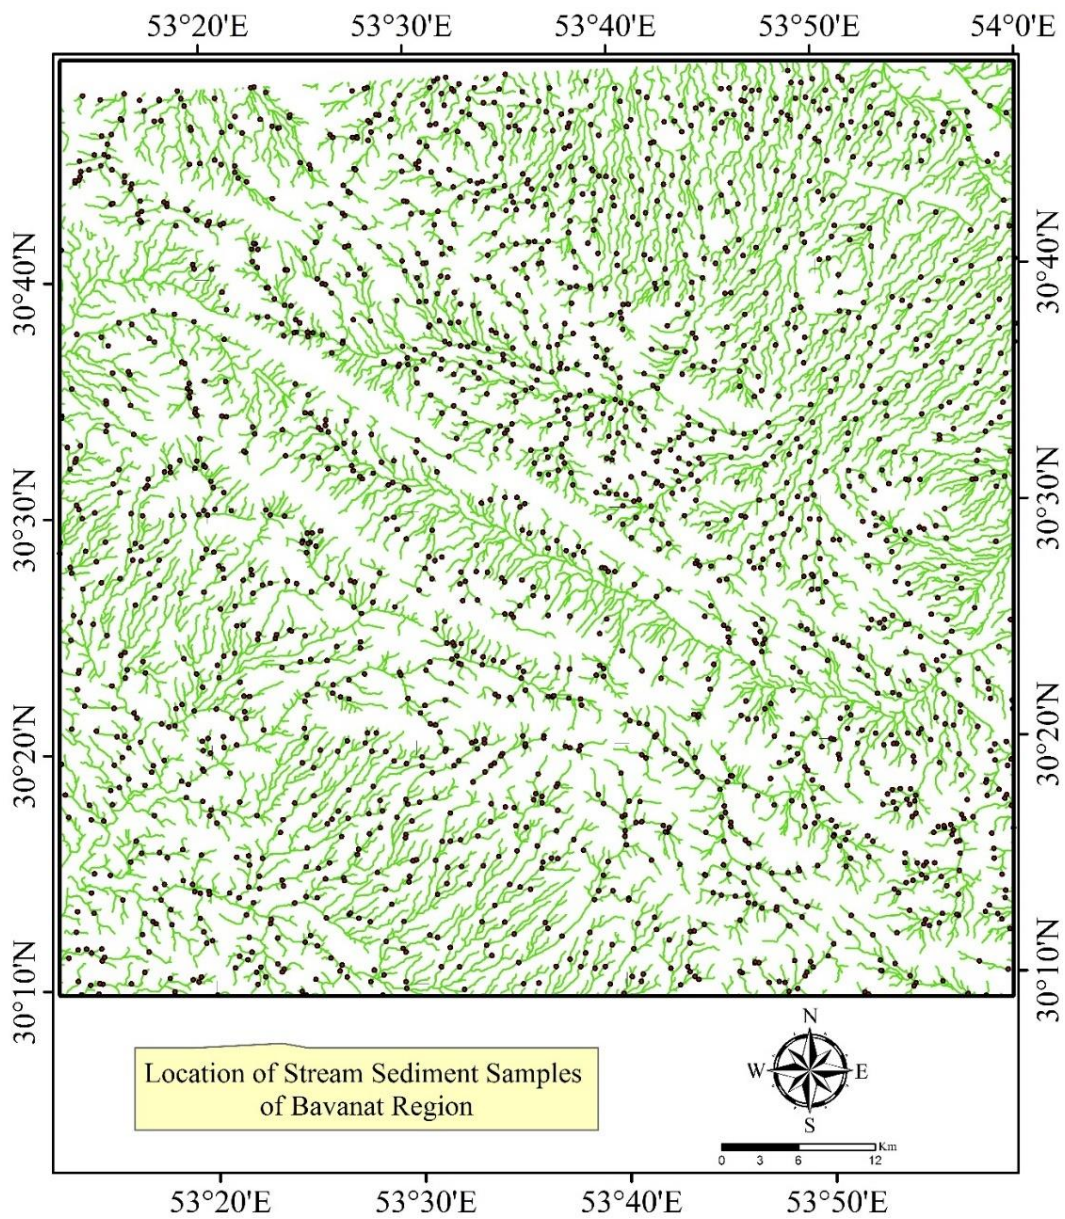 53°20'E 53°30'E 53°40'E 53°50'E 54°0'E
30°40'N
30°40'N
30°30'N
30°30'N
30°20'N
30°20'N
30°10'N
30°10'N
Location of Stream Sediment Samples
of Bavanat Region
N
W E
S
Km
0 3 6 12
53°20'E 53°30'E 53°40'E 53°50'E